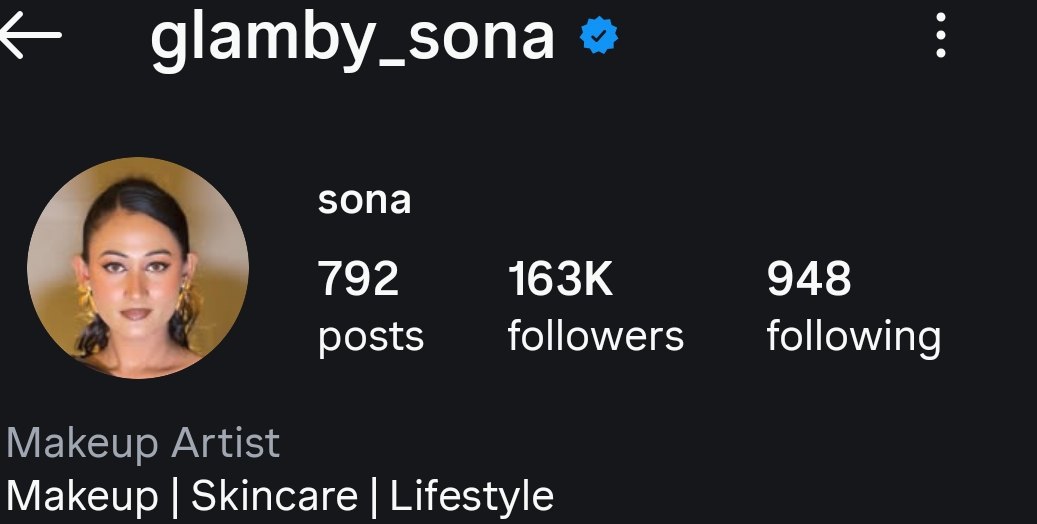 glamby_sona
sona
792 163K 948
posts followers following
Makeup Artist
Makeup | Skincare | Lifestyle